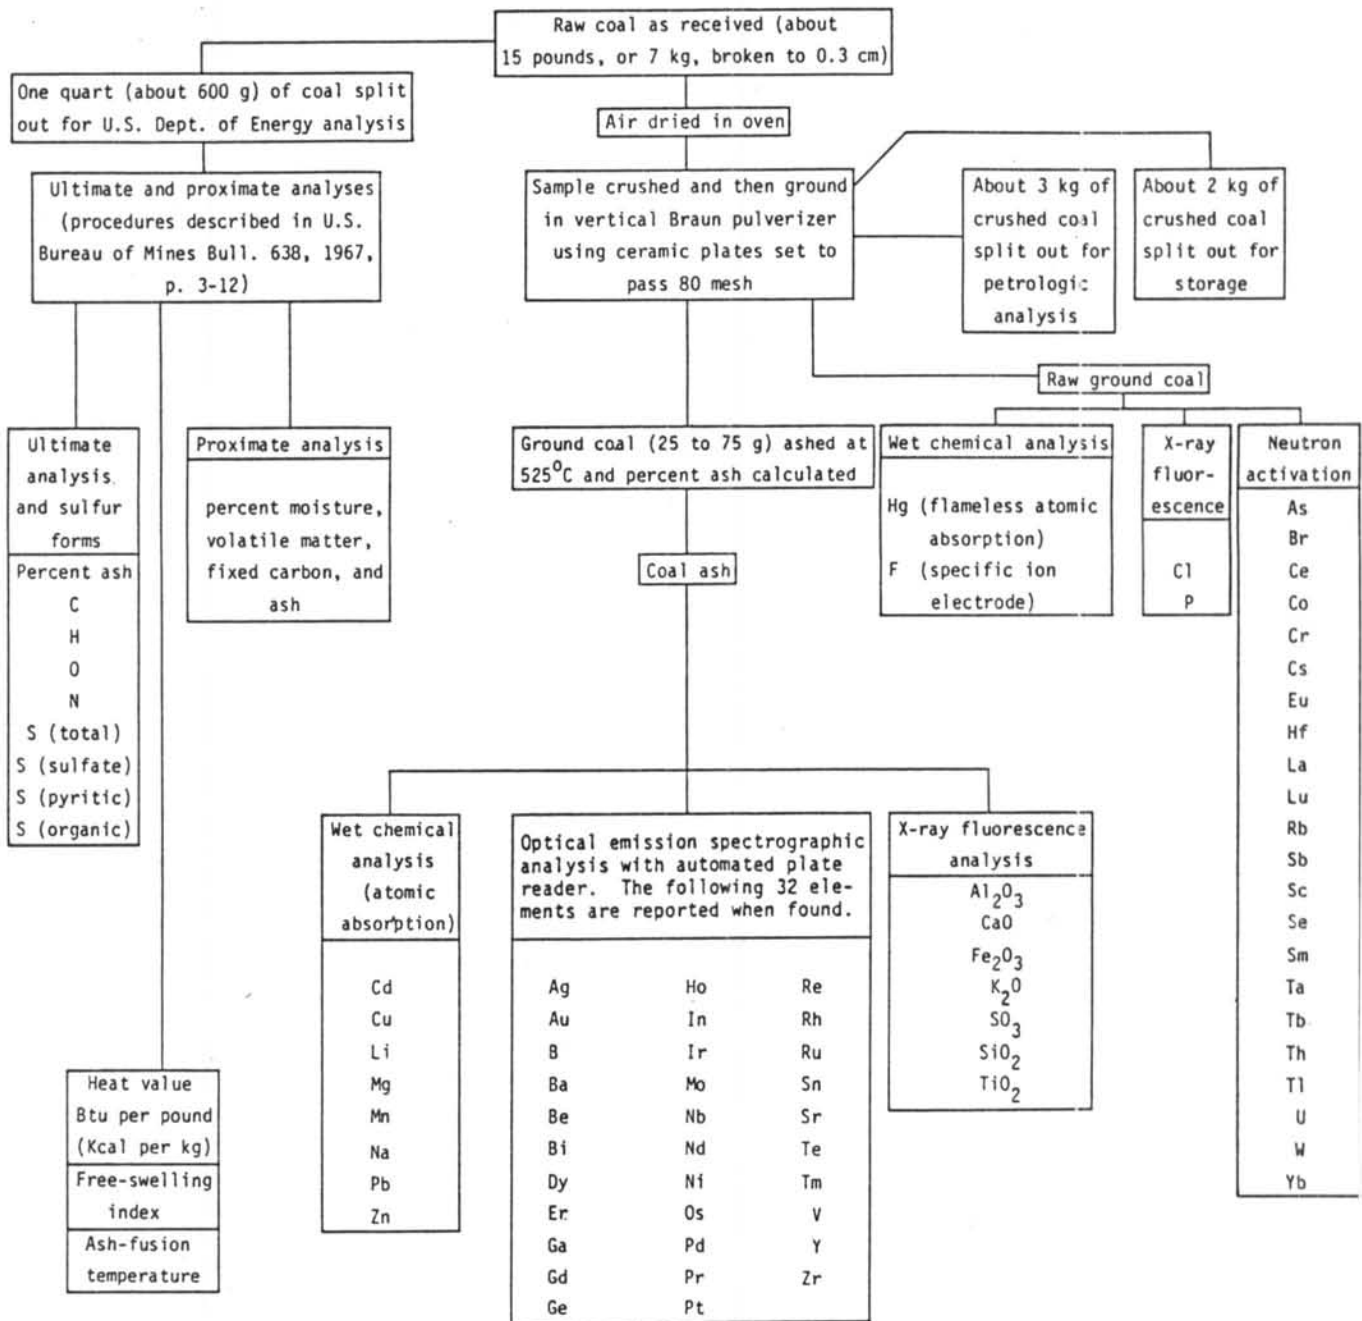 Raw coal as received (about
15 pounds, or 7 kg, broken to 0.3 cm)
One quart (about 600 g) of coal split
out for U.S. Dept. of Energy analysis
Air dried in oven
Ultimate and proximate analyses
(procedures described in U.S.
Bureau of Mines Bull. 638, 1967,
p. 3-12)
Sample crushed and then ground
in vertical Braun pulverizer
using ceramic plates set to
pass 80 mesh
About 3 kg of
crushed coal
split out for
petrologic
analysis
About 2 kg of
crushed coal
split out for
storage
Raw ground coal
Ultimate
analysis
and sulfur
forms
Percent ash
C
H
O
N
S (total)
S (sulfate)
S (pyritic)
S (organic)
Proximate analysis
percent moisture,
volatile matter,
fixed carbon, and
ash
Heat value
Btu per pound
(Kcal per kg)
Free-swelling
index
Ash-fusion
temperature
Ground coal (25 to 75 g) ashed at
525°C and percent ash calculated
Coal ash
Wet chemical analysis
Hg (flameless atomic
absorption)
F (specific ion
electrode)
X-ray
fluor-
escence
Cl
P
Neutron
activation
As
Br
Ce
Co
Cr
Cs
Eu
Hf
La
Lu
Rb
Sb
Sc
Se
Sm
Ta
Tb
Th
Tl
U
W
Yb
Wet chemical
analysis
(atomic
absorption)
Cd
Cu
Li
Mg
Mn
Na
Pb
Zn
Optical emission spectrographic
analysis with automated plate
reader. The following 32 ele-
ments are reported when found.
Ag Ho Re
Au In Rh
B Ir Ru
Ba Mo Sn
Be Nb Sr
Bi Nd Te
Dy Ni Tm
Er Os V
Ga Pd Y
Gd Pr Zr
Ge Pt
X-ray fluorescence
analysis
Al₂O₃
CaO
Fe₂O₃
K₂O
SO₃
SiO₂
TiO₂